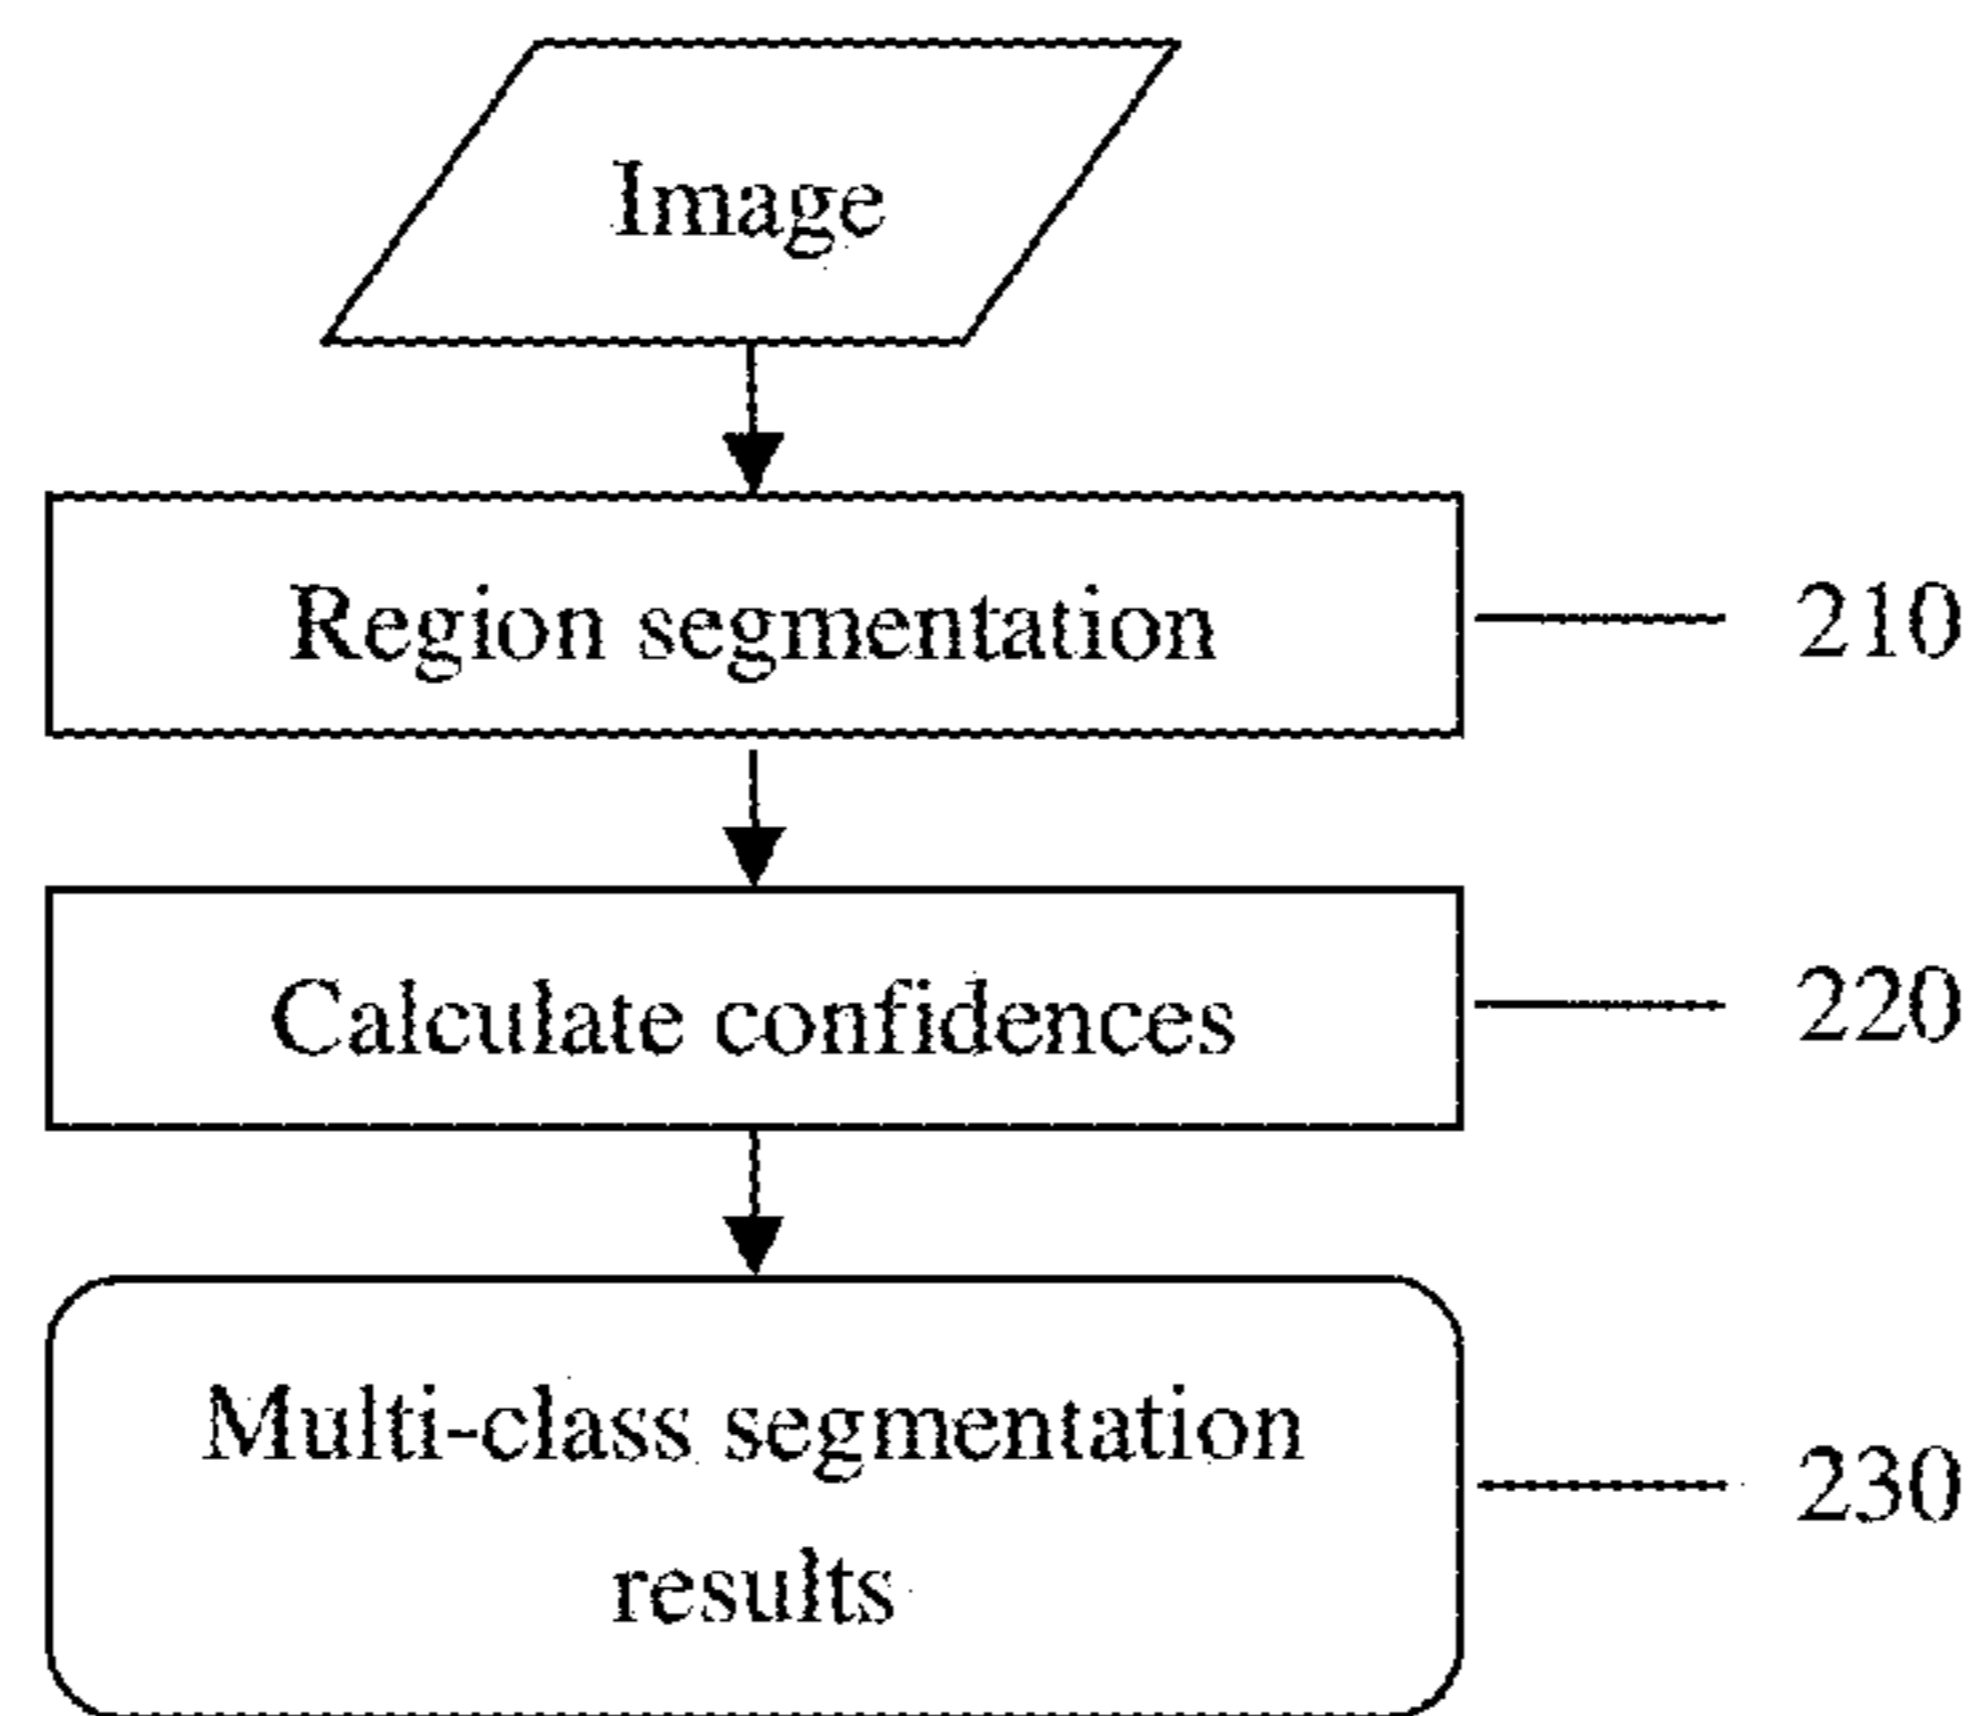 Image
Region segmentation
210
Calculate confidences
220
Multi-class segmentation
results
230